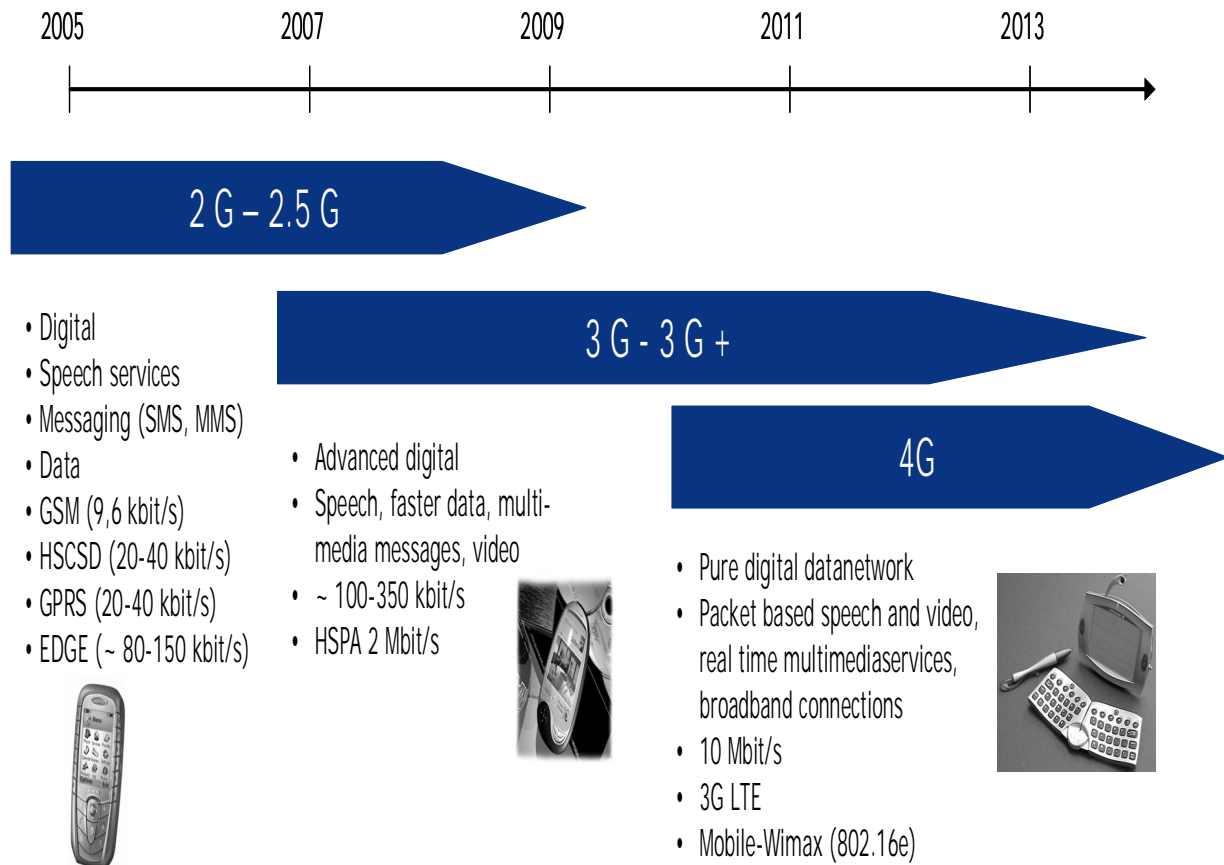 2005 2007 2009 2011 2013
2 G – 2.5 G
3 G - 3 G +
4G
• Digital
• Speech services
• Messaging (SMS, MMS)
• Data
• GSM (9,6 kbit/s)
• HSCSD (20-40 kbit/s)
• GPRS (20-40 kbit/s)
• EDGE (~ 80-150 kbit/s)
• Advanced digital
• Speech, faster data, multi-
media messages, video
• ~ 100-350 kbit/s
• HSPA 2 Mbit/s
• Pure digital datanetwork
• Packet based speech and video,
real time multimediaservices,
broadband connections
• 10 Mbit/s
• 3G LTE
• Mobile-Wimax (802.16e)